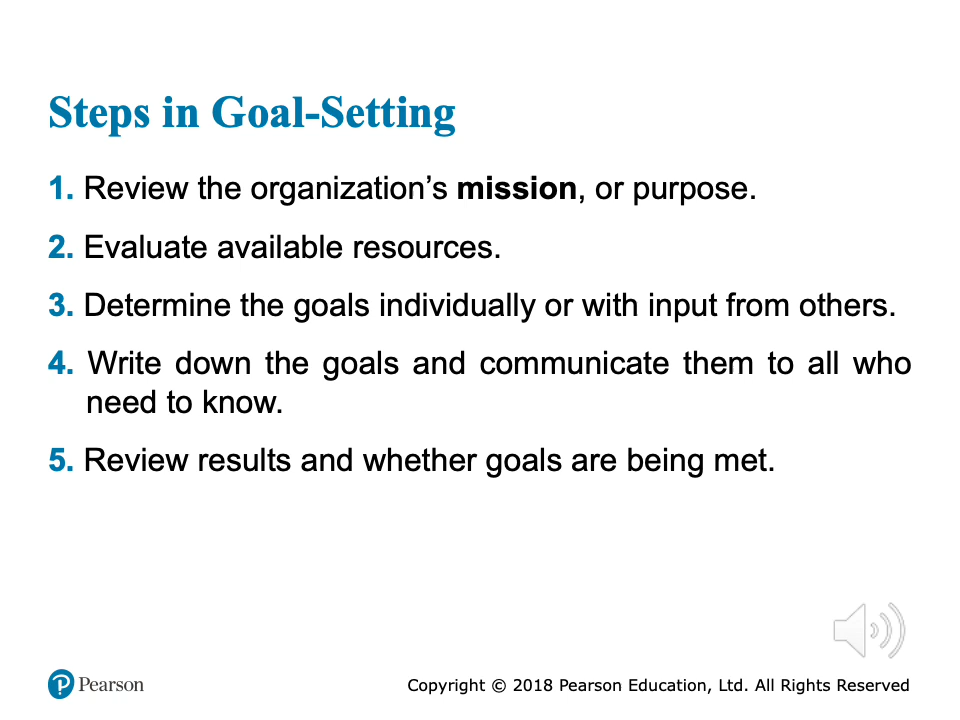 Steps in Goal-Setting
1. Review the organization’s mission, or purpose.
2. Evaluate available resources.
3. Determine the goals individually or with input from others.
4. Write down the goals and communicate them to all who
need to know.
5. Review results and whether goals are being met.
Pearson
Copyright © 2018 Pearson Education, Ltd. All Rights Reserved